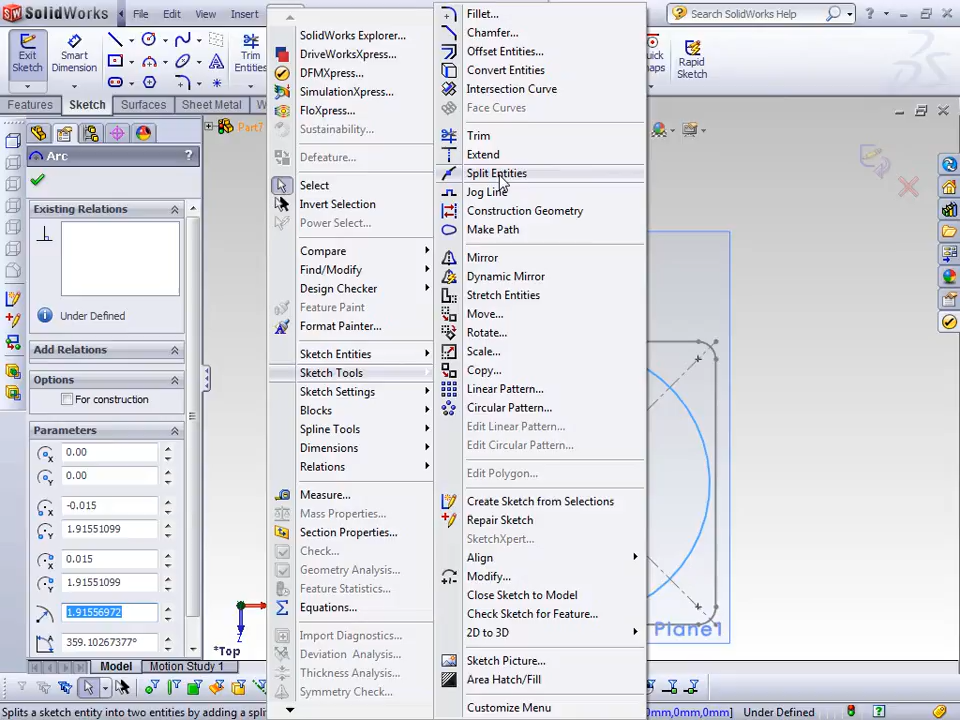 SolidWorks
File
Edit
View
Insert
Search SolidWorks Help
Exit Sketch
Smart Dimension
Trim Entities
Rapid Sketch
Features
Sketch
Surfaces
Sheet Metal
Arc
?
Existing Relations
Under Defined
Add Relations
Options
For construction
Parameters
0.00
0.00
-0.015
1.91551099
0.015
1.91551099
1.91556972
359.10267377°
SolidWorks Explorer...
DriveWorksXpress...
DFMXpress...
SimulationXpress...
FloXpress...
Sustainability...
Defeature...
Select
Invert Selection
Power Select...
Compare
Find/Modify
Design Checker
Feature Paint
Format Painter...
Sketch Entities
Sketch Tools
Sketch Settings
Blocks
Spline Tools
Dimensions
Relations
Measure...
Mass Properties...
Section Properties...
Check...
Geometry Analysis...
Feature Statistics...
Equations...
Import Diagnostics...
Deviation Analysis...
Thickness Analysis...
Symmetry Check...
Fillet...
Chamfer...
Offset Entities...
Convert Entities
Intersection Curve
Face Curves
Trim
Extend
Split Entities
Jog Line
Construction Geometry
Make Path
Mirror
Dynamic Mirror
Stretch Entities
Move...
Rotate...
Scale...
Copy...
Linear Pattern...
Circular Pattern...
Edit Linear Pattern...
Edit Circular Pattern...
Edit Polygon...
Create Sketch from Selections
Repair Sketch
SketchXpert...
Align
Modify...
Close Sketch to Model
Check Sketch for Feature...
2D to 3D
Sketch Picture...
Area Hatch/Fill
Customize Menu
Plane1
*Top
Model
Motion Study 1
Splits a sketch entity into two entities by adding a spli
0mm,0mm,0mm)
Under Defined